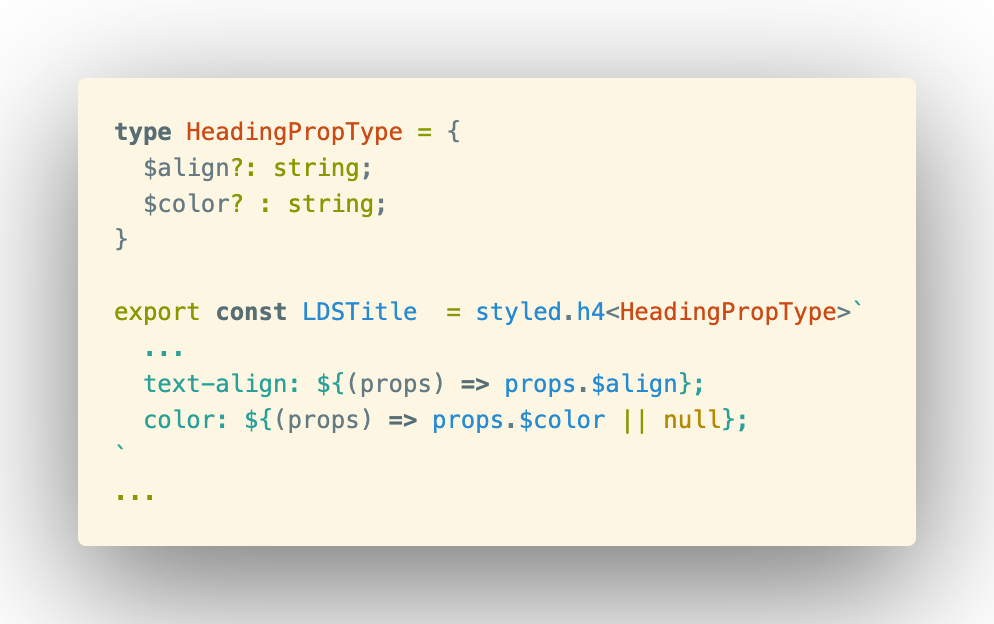 type HeadingPropType = {
  $align?: string;
  $color? : string;
}

export const LDSTitle  = styled.h4<HeadingPropType>`
  ...
  text-align: ${(props) => props.$align};
  color: ${(props) => props.$color || null};
`
...